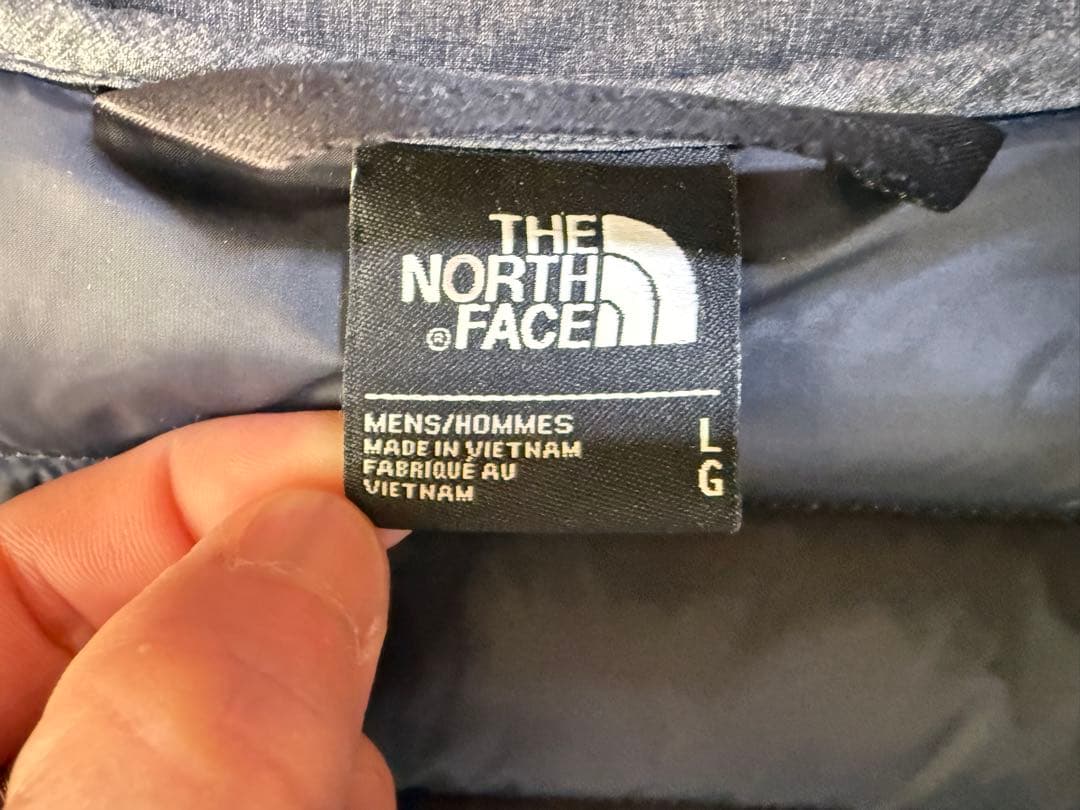 THE
NORTH
® FACE
MENS/HOMMES
MADE IN VIETNAM
FABRIQUÉ AU
VIETNAM
L
G